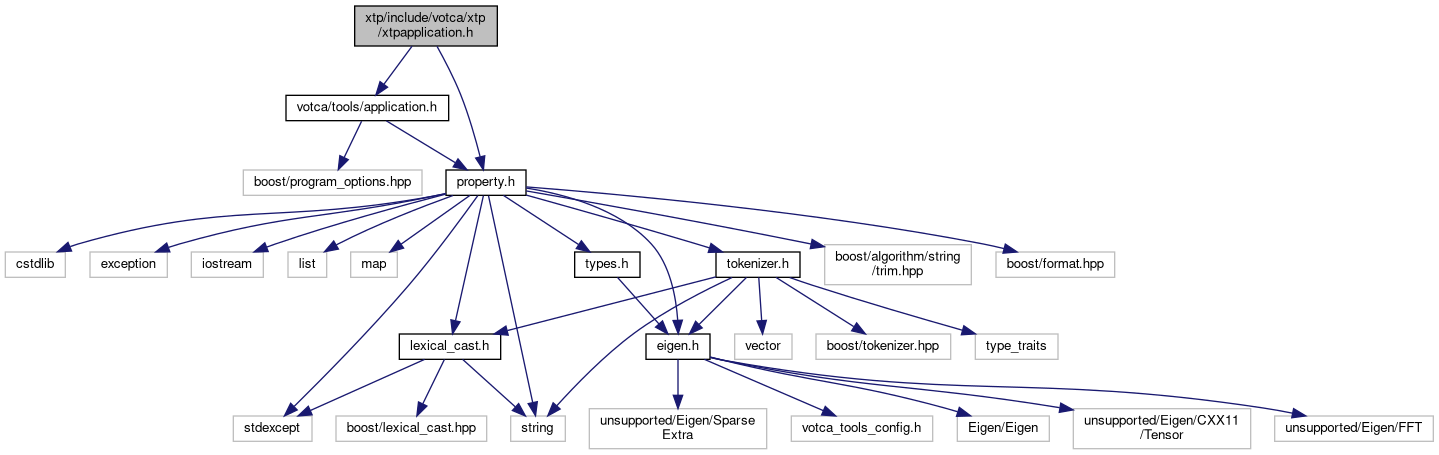 xtp/include/votca/xtp
/xtpapplication.h
votca/tools/application.h
boost/program_options.hpp
property.h
cstdlib
exception
iostream
list
map
types.h
tokenizer.h
boost/algorithm/string
/trim.hpp
boost/format.hpp
lexical_cast.h
eigen.h
vector
boost/tokenizer.hpp
type_traits
stdexcept
boost/lexical_cast.hpp
string
unsupported/Eigen/Sparse
Extra
votca_tools_config.h
Eigen/Eigen
unsupported/Eigen/CXX11
/Tensor
unsupported/Eigen/FFT